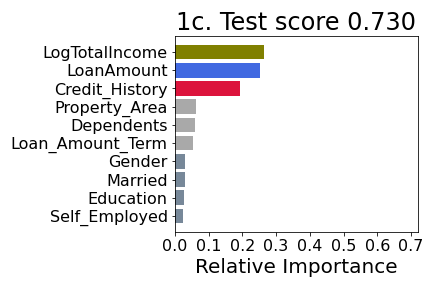 1c. Test score 0.730
LogTotalIncome
LoanAmount
Credit_History
Property_Area
Dependents
Loan_Amount_Term
Gender
Married
Education
Self_Employed
0.0 0.1 0.2 0.3 0.4 0.5 0.6 0.7
Relative Importance